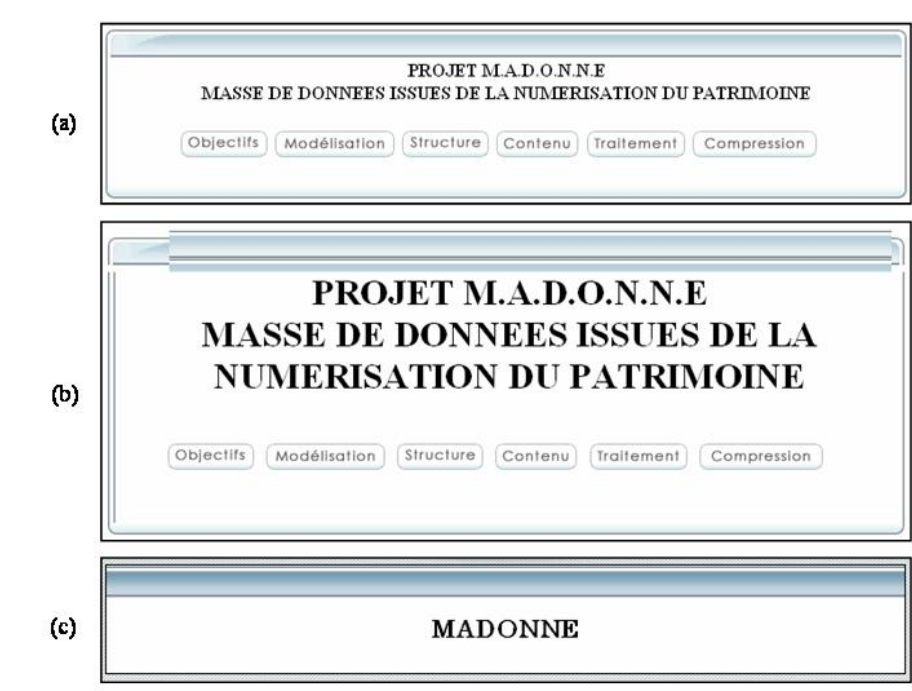 (a)
PROJET M.A.D.O.N.N.E
MASSE DE DONNEES ISSUES DE LA NUMERISATION DU PATRIMOINE
Objectifs Modélisation Structure Contenu Traitement Compression
(b)
PROJET M.A.D.O.N.N.E
MASSE DE DONNEES ISSUES DE LA
NUMERISATION DU PATRIMOINE
Objectifs Modélisation Structure Contenu Traitement Compression
(c)
MADONNE